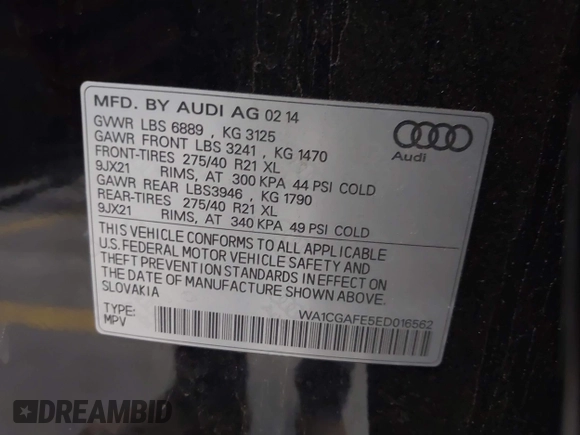 MFD. BY AUDI AG 02 14
GVWR LBS 6889 , KG 3125
GAWR FRONT LBS 3241 , KG 1470
FRONT-TIRES 275/40 R21 XL
9JX21 RIMS, AT 300 KPA 44 PSI COLD
GAWR REAR LBS3946 , KG 1790
REAR-TIRES 275/40 R21 XL
9JX21 RIMS, AT 340 KPA 49 PSI COLD
THIS VEHICLE CONFORMS TO ALL APPLICABLE
U.S. FEDERAL MOTOR VEHICLE SAFETY AND
THEFT PREVENTION STANDARDS IN EFFECT ON
THE DATE OF MANUFACTURE SHOWN ABOVE.
SLOVAKIA
TYPE: WA1CGAFE5ED016562
MPV
Audi
DREAMBID